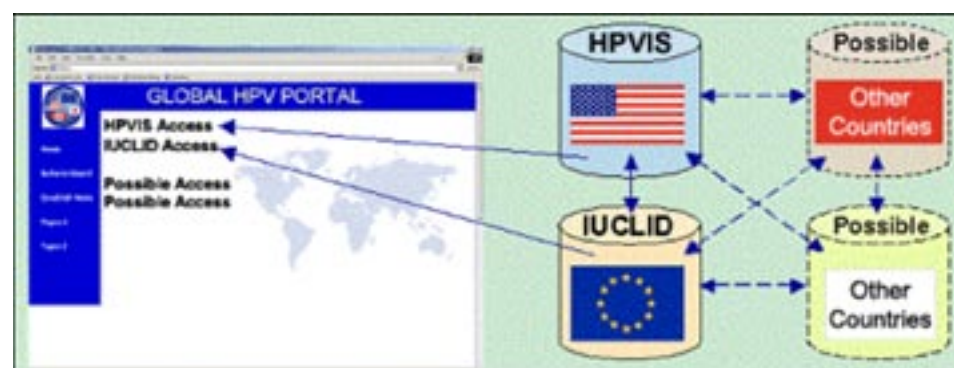 GLOBAL HPV PORTAL
HPVIS Access
IUCLID Access
Possible Access
Possible Access
Home
HPVIS
Possible
Other
Countries
IUCLID
Possible
Other
Countries